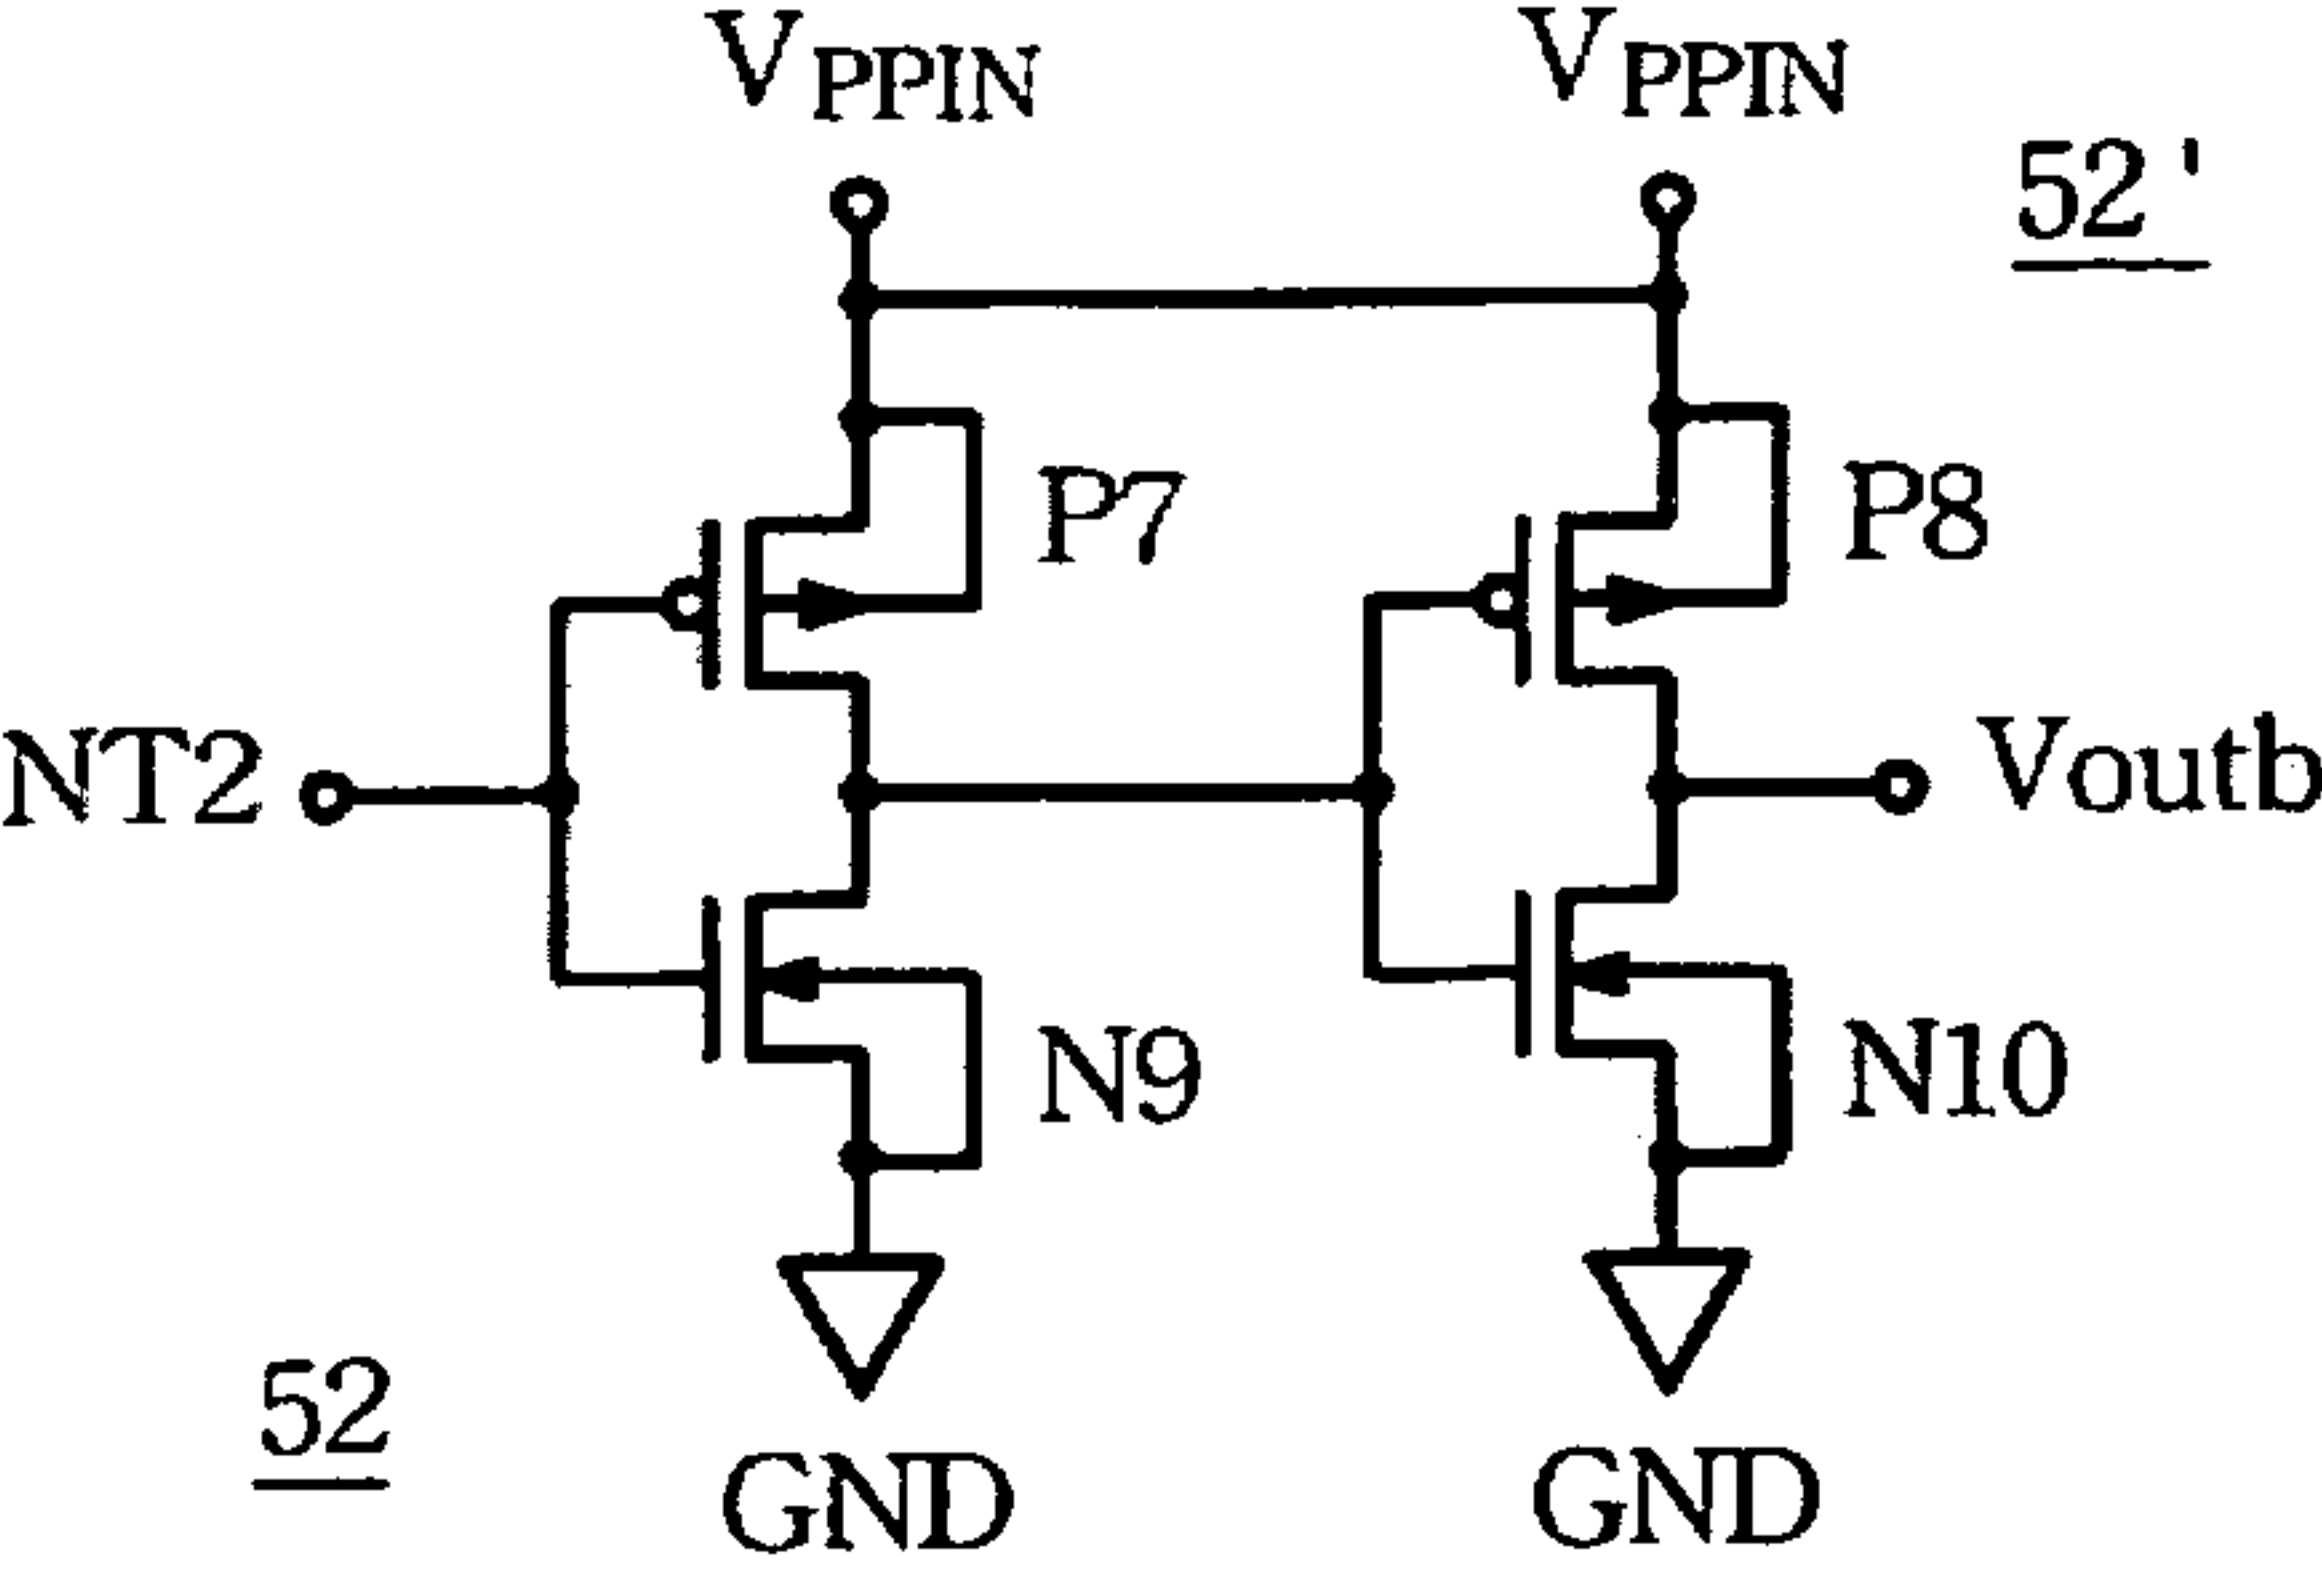 VPPIN VPPIN
52'
P7 P8
NT2 Voutb
N9 N10
52
GND GND